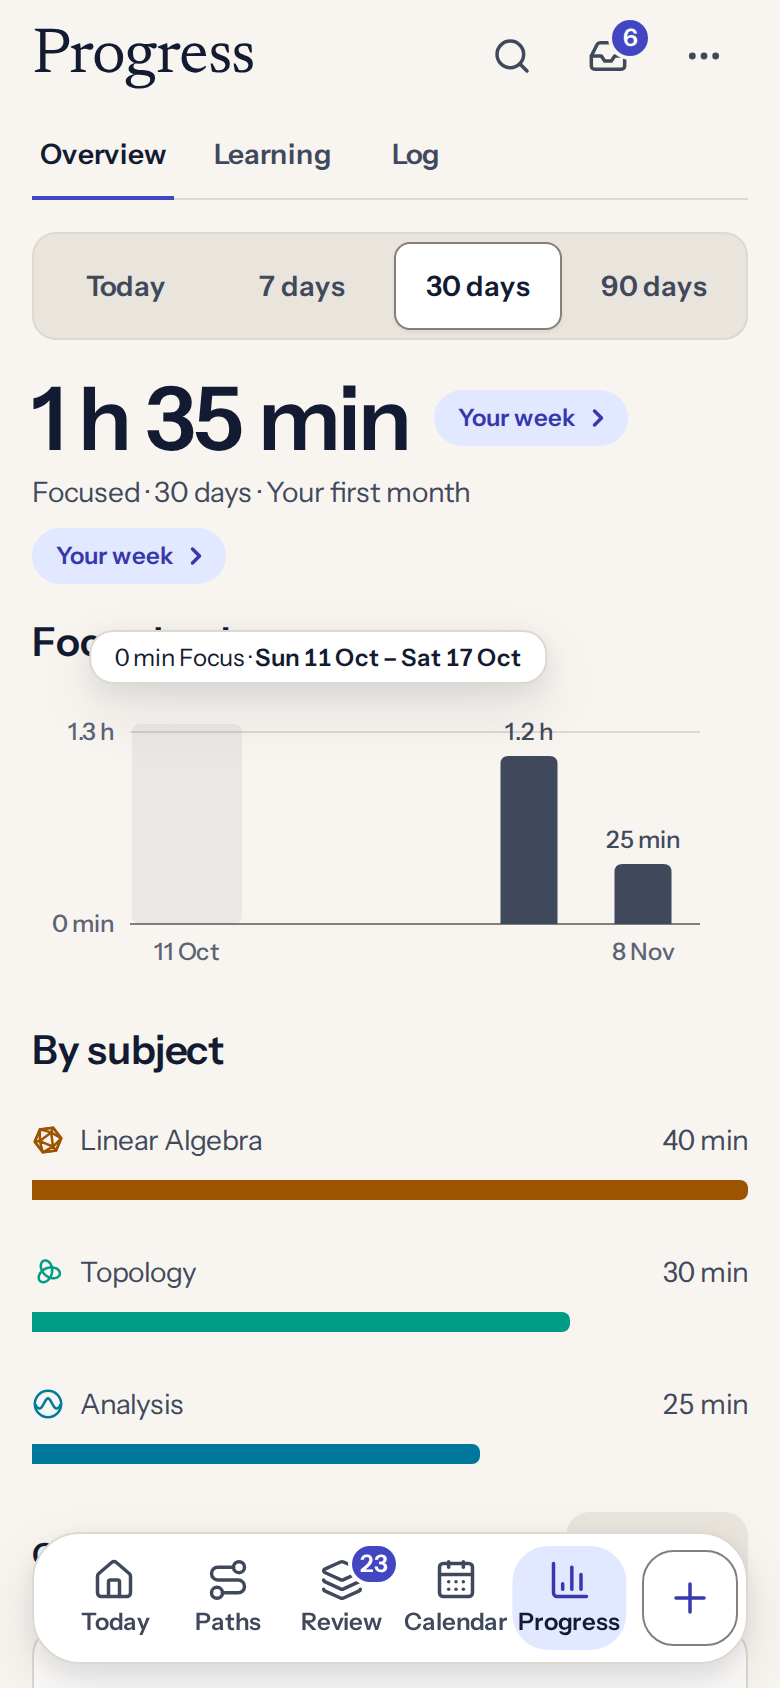 Progress
6
Overview Learning Log
Today 7 days 30 days 90 days
1 h 35 min Your week
Focused · 30 days · Your first month
Your week
0 min Focus · Sun 11 Oct – Sat 17 Oct
1.3 h 1.2 h
25 min
0 min
11 Oct 8 Nov
By subject
Linear Algebra 40 min
Topology 30 min
Analysis 25 min
23
Today Paths Review Calendar Progress